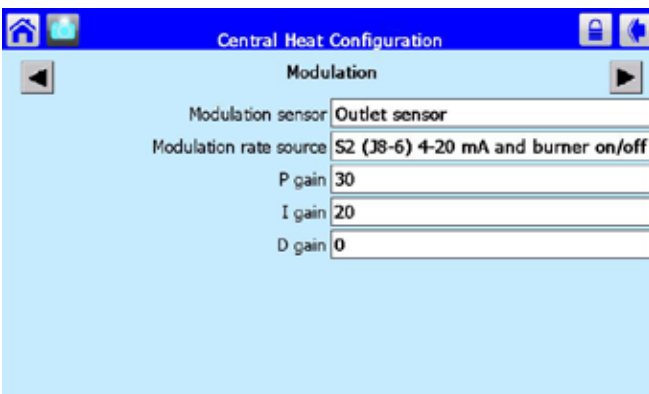 Central Heat Configuration
Modulation
Modulation sensor Outlet sensor
Modulation rate source S2 (J8-6) 4-20 mA and burner on/off
P gain 30
I gain 20
D gain 0